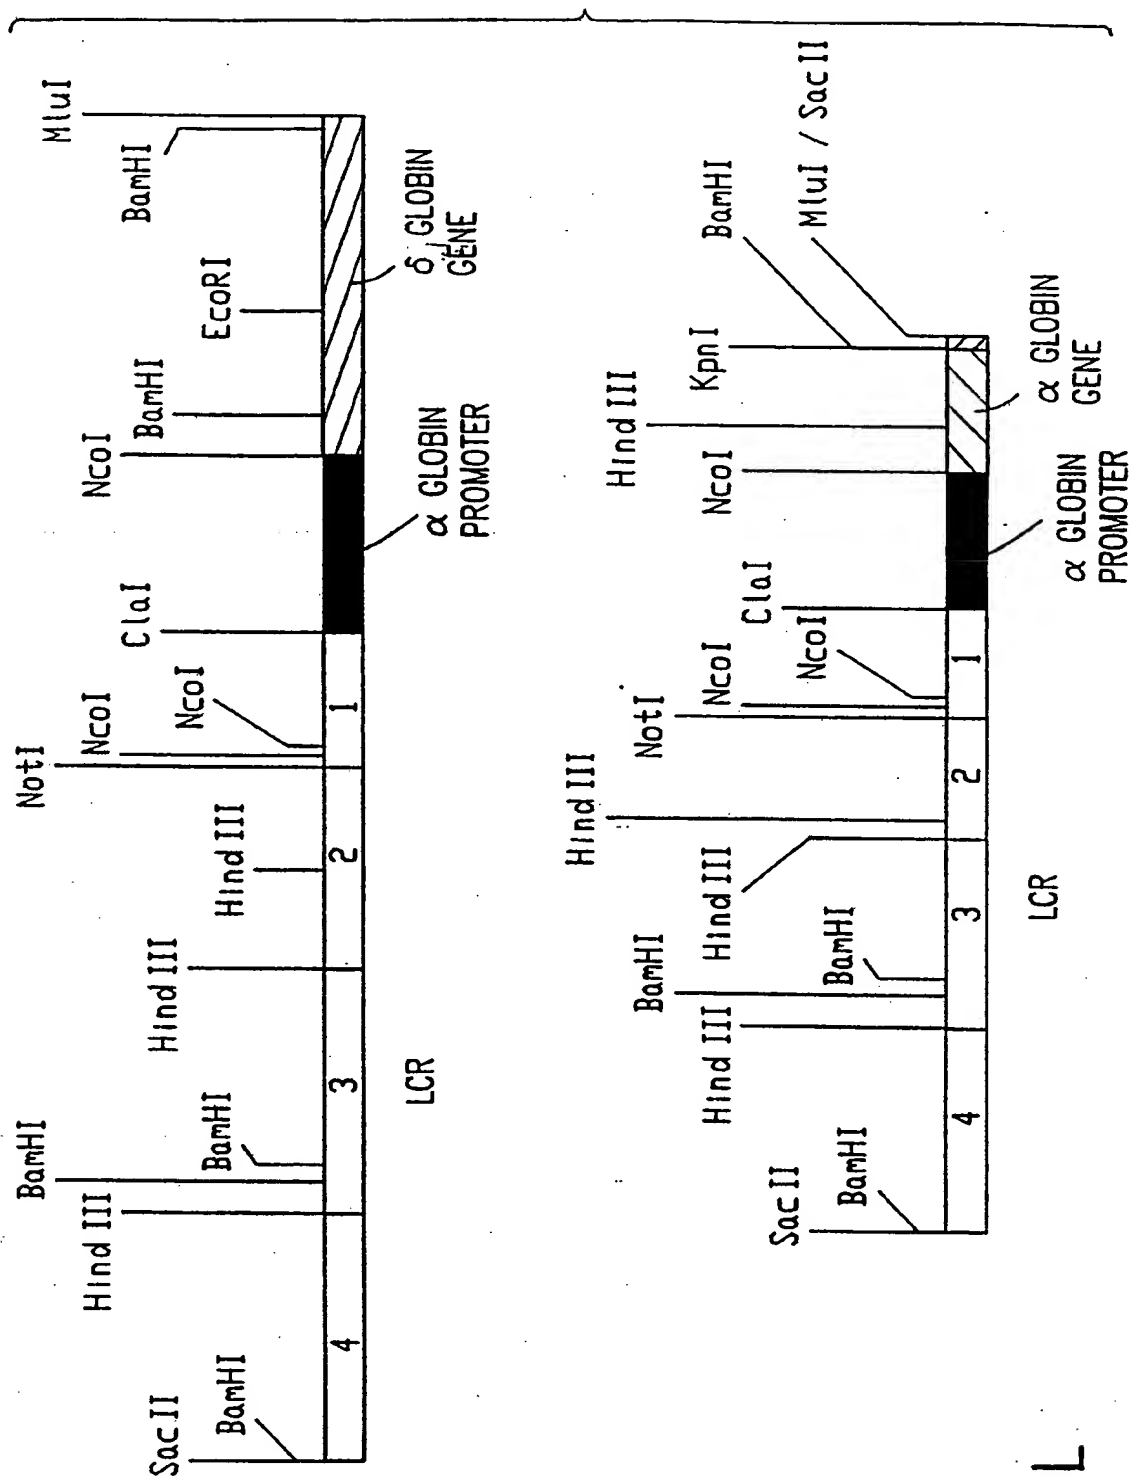 SacII
BamHI
HindIII
BamHI
BamHI
HindIII
HindIII
NotI
NcoI
NcoI
ClaI
NcoI
BamHI
EcoRI
BamHI
MluI
4
3
2
1
LCR
α GLOBIN
PROMOTER
δ GLOBIN
GENE
SacII
BamHI
HindIII
BamHI
BamHI
HindIII
HindIII
NotI
NcoI
NcoI
ClaI
NcoI
HindIII
KpnI
BamHI
MluI / SacII
4
3
2
1
LCR
α GLOBIN
PROMOTER
α GLOBIN
GENE